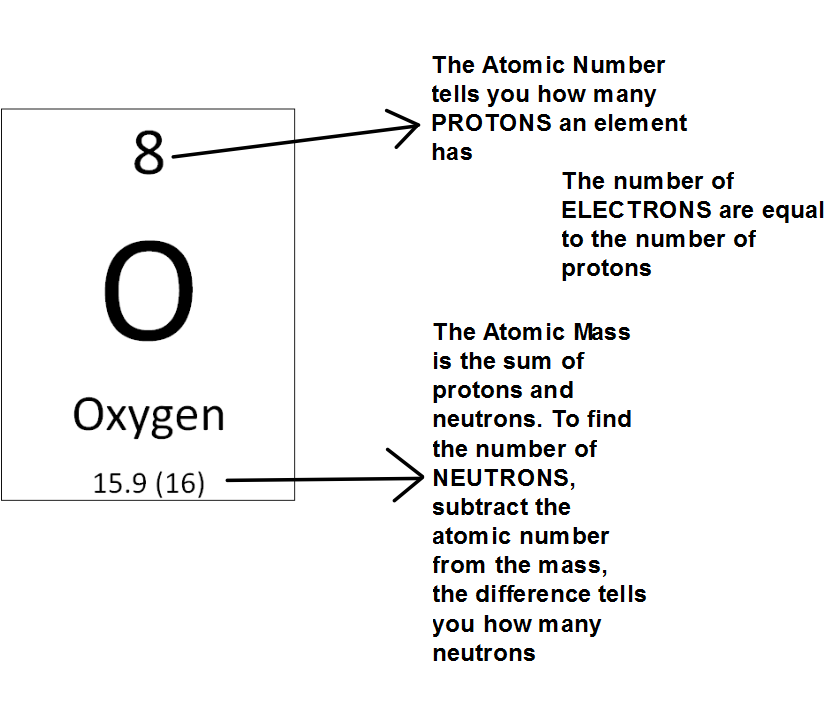 8
O
Oxygen
15.9 (16)
The Atomic Number
tells you how many
PROTONS an element
has
The number of
ELECTRONS are equal
to the number of
protons
The Atomic Mass
is the sum of
protons and
neutrons. To find
the number of
NEUTRONS,
subtract the
atomic number
from the mass,
the difference tells
you how many
neutrons